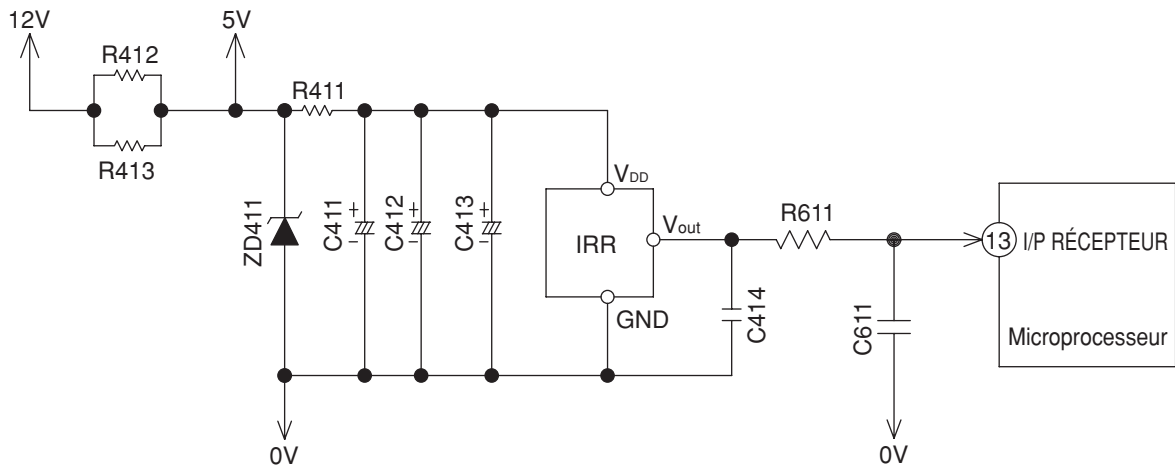 12V
5V
R412
R411
R413
ZD411
C411
+
−
C412
+
−
C413
+
−
VDD
IRR
Vout
GND
C414
R611
C611
13 I/P RÉCEPTEUR
Microprocesseur
0V
0V